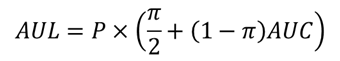 AUL = P × (π/2 + (1 − π)AUC)